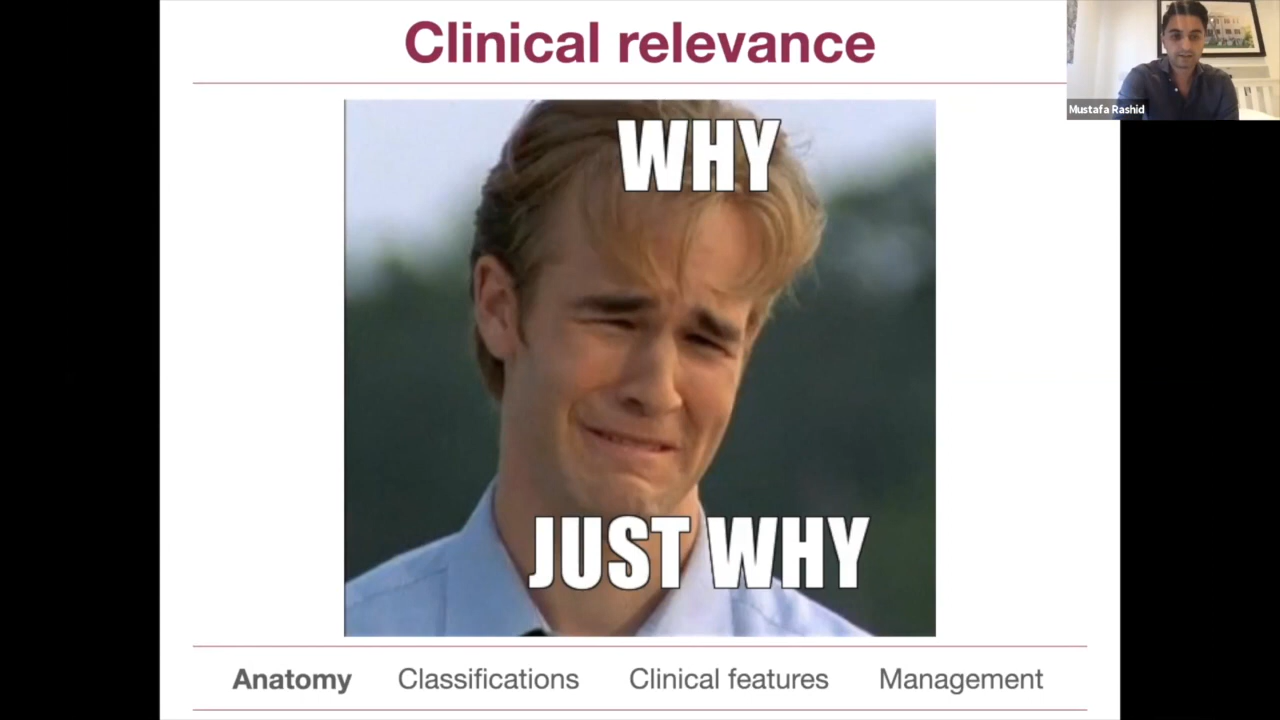 Clinical relevance
Mustafa Rashid
WHY
JUST WHY
Anatomy Classifications Clinical features Management